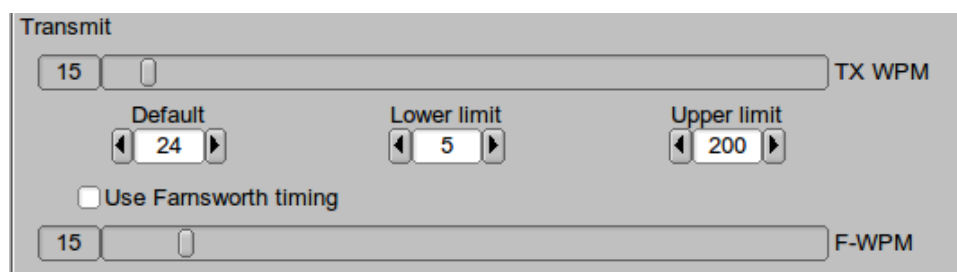 Transmit
15 TX WPM
Default Lower limit Upper limit
24 5 200
Use Farnsworth timing
15 F-WPM